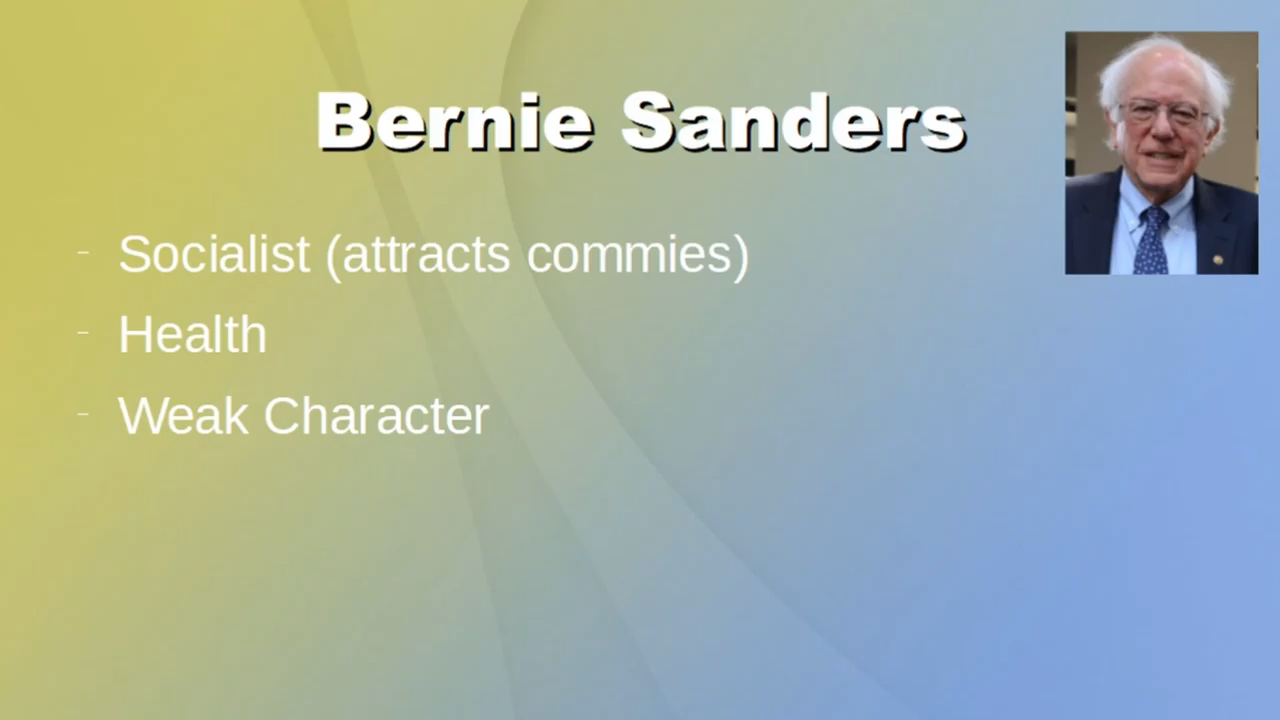 Bernie Sanders
- Socialist (attracts commies)
- Health
- Weak Character